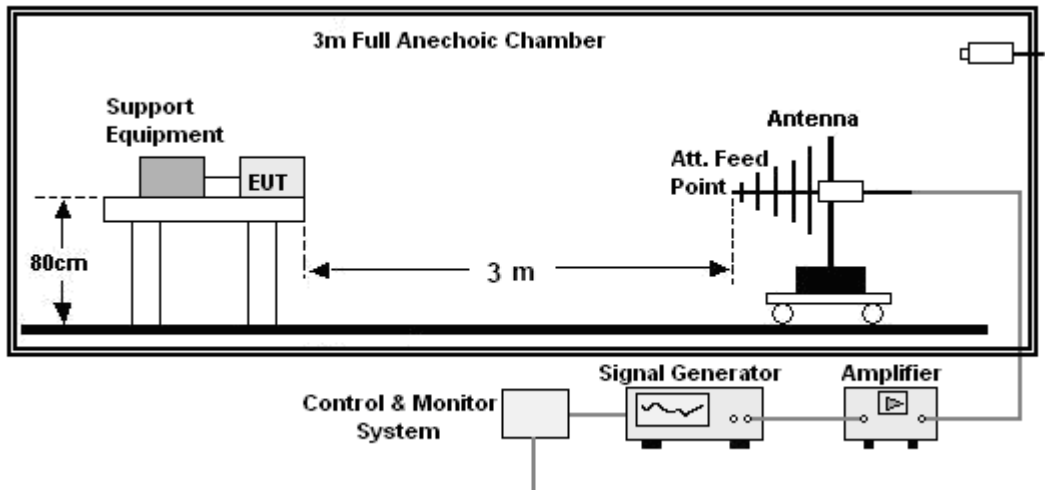 3m Full Anechoic Chamber
Support
Equipment
EUT
80cm
3 m
Att. Feed
Point
Antenna
Signal Generator
Amplifier
Control & Monitor
System